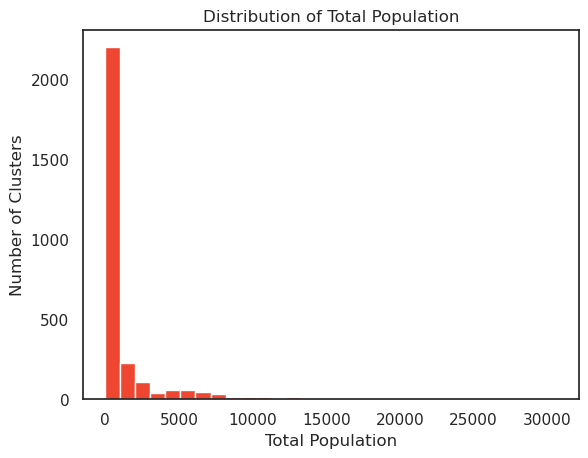 Distribution of Total Population
2000
1500
1000
500
0
Number of Clusters
0 5000 10000 15000 20000 25000 30000
Total Population